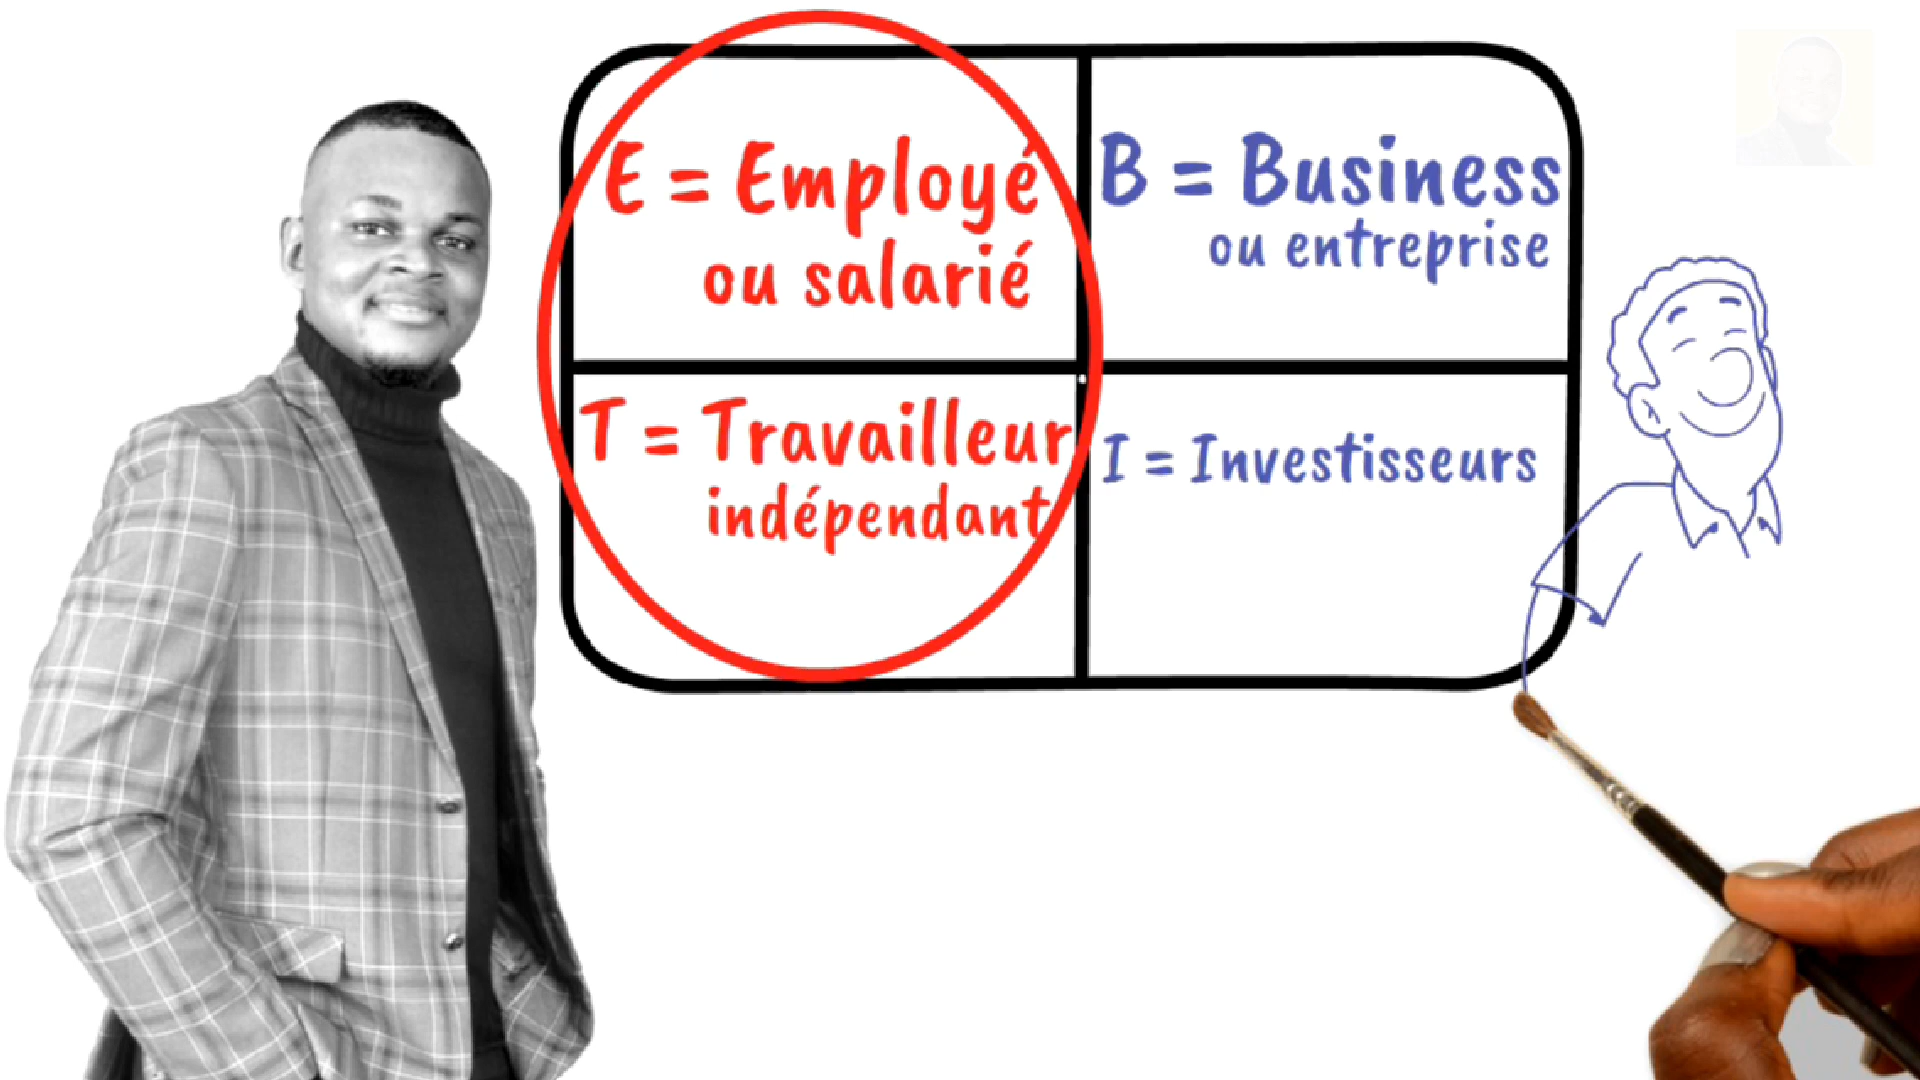 E = Employé
ou salarié
B = Business
ou entreprise
T = Travailleur
indépendant
I = Investisseurs